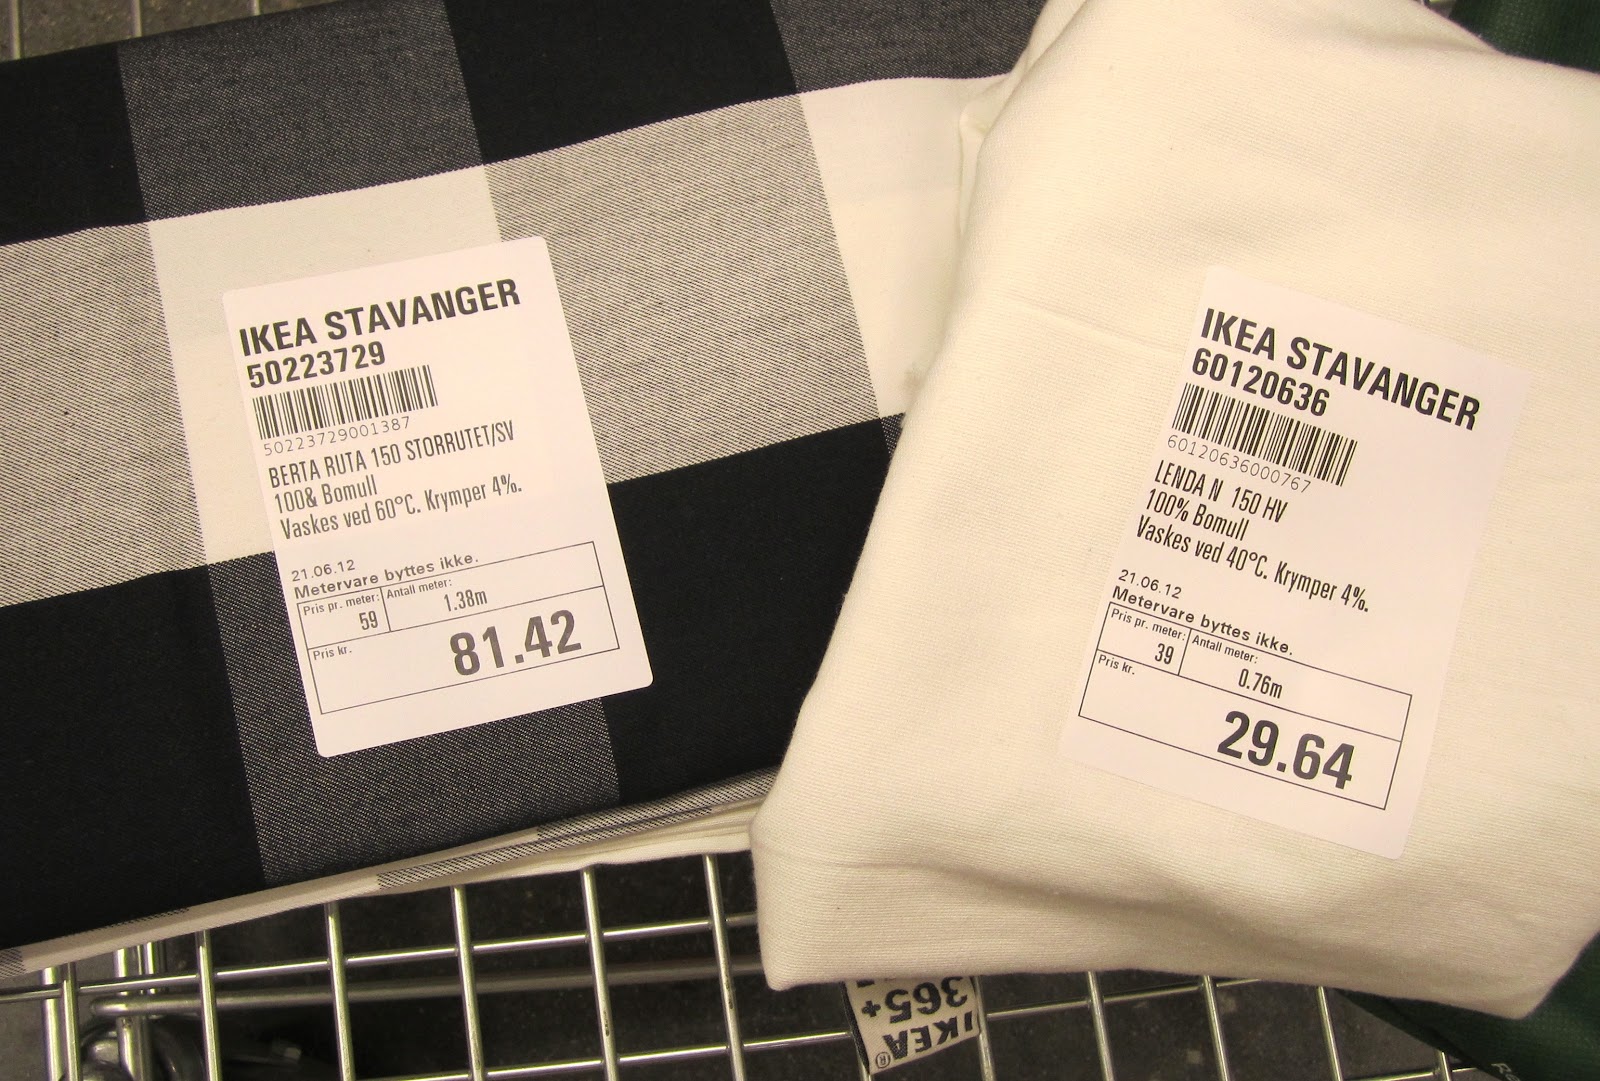 IKEA STAVANGER
50223729
50223729001387
BERTA RUTA 150 STORRUTET/SV
100& Bomull
Vaskes ved 60°C. Krymper 4%.
21.06.12
Metervare byttes ikke.
Pris pr. meter: Antall meter:
59 1.38m
Pris kr.
81.42
IKEA STAVANGER
60120636
60120636000767
LENDA N 150 HV
100% Bomull
Vaskes ved 40°C. Krymper 4%.
21.06.12
Metervare byttes ikke.
Pris pr. meter: Antall meter:
39 0.76m
Pris kr.
29.64
IKEA®
365+